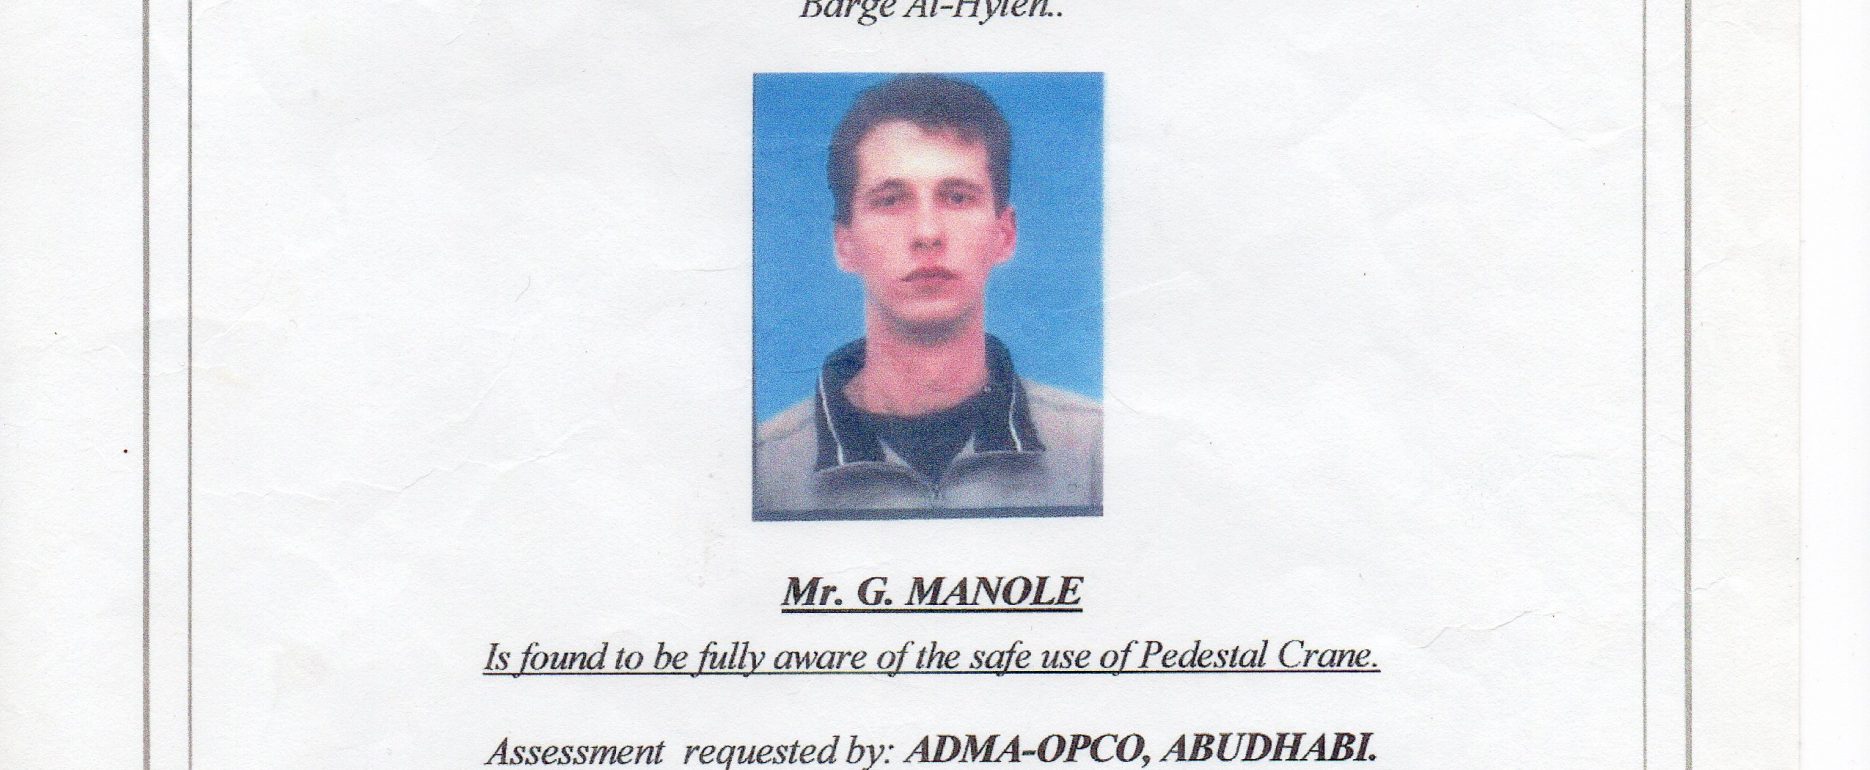 Barge Al-Hyleh..
Mr. G. MANOLE
Is found to be fully aware of the safe use of Pedestal Crane.
Assessment requested by: ADMA-OPCO, ABUDHABI.